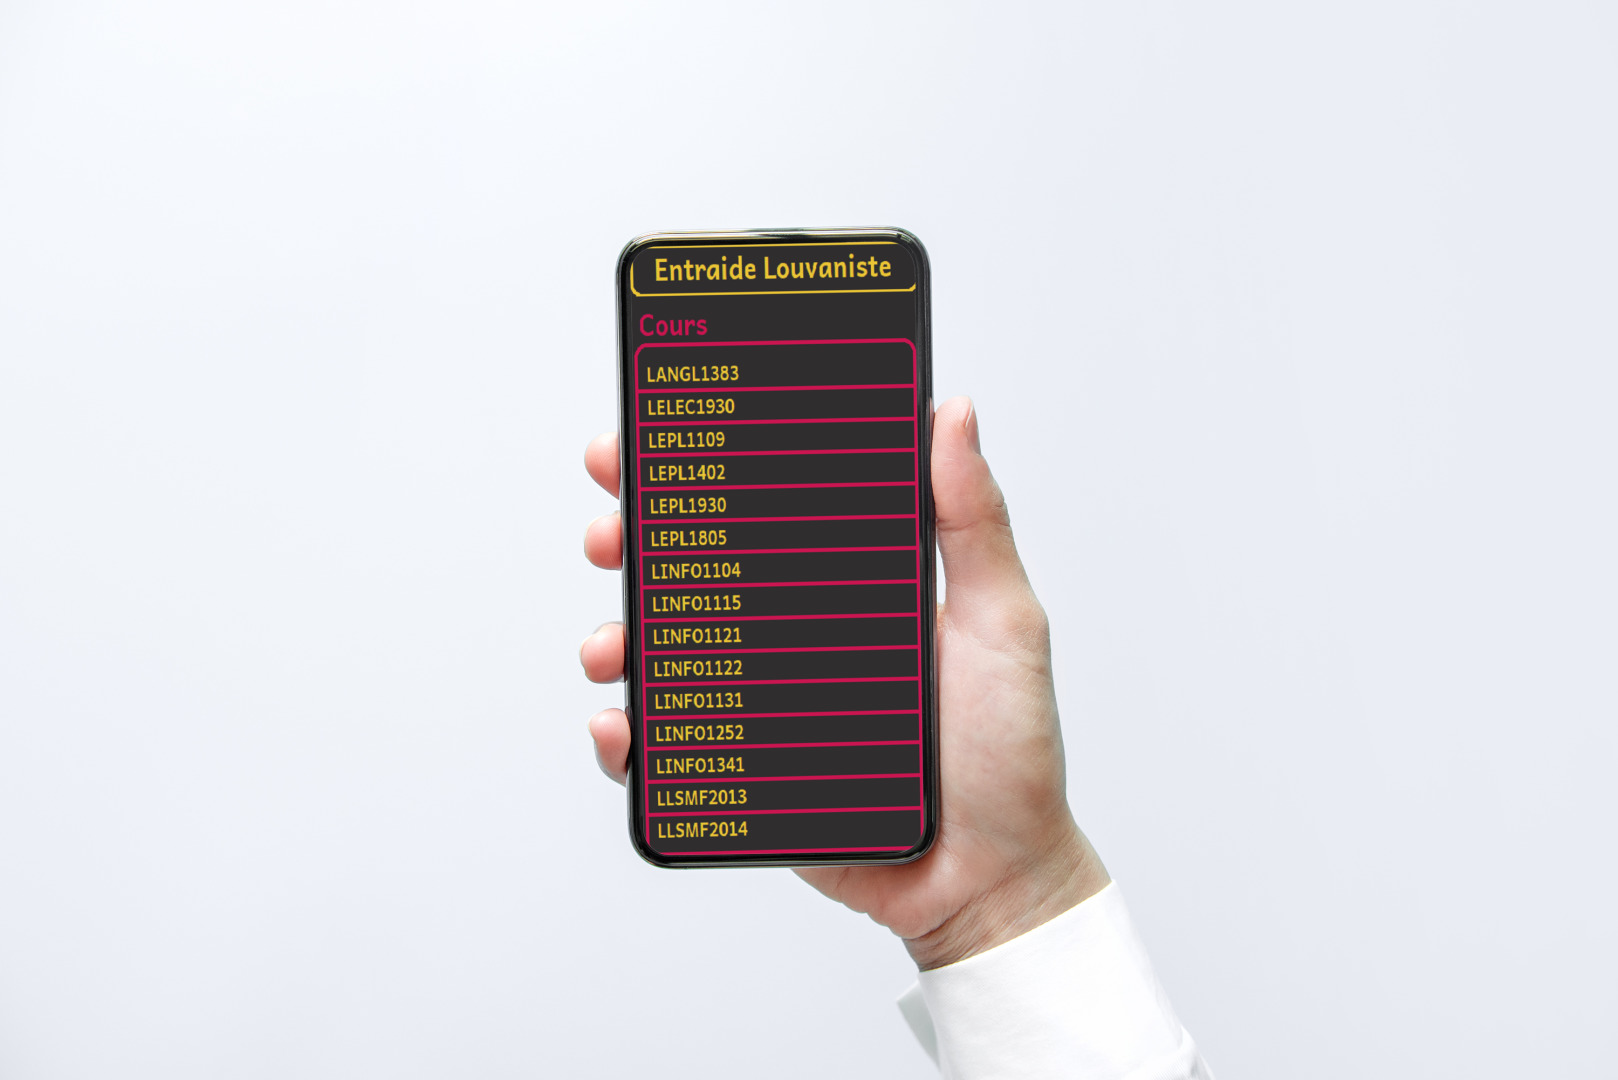 Entraide Louvaniste
Cours
LANGL1383
LELEC1930
LEPL1109
LEPL1402
LEPL1930
LEPL1805
LINFO1104
LINFO1115
LINFO1121
LINFO1122
LINFO1131
LINFO1252
LINFO1341
LLSMF2013
LLSMF2014